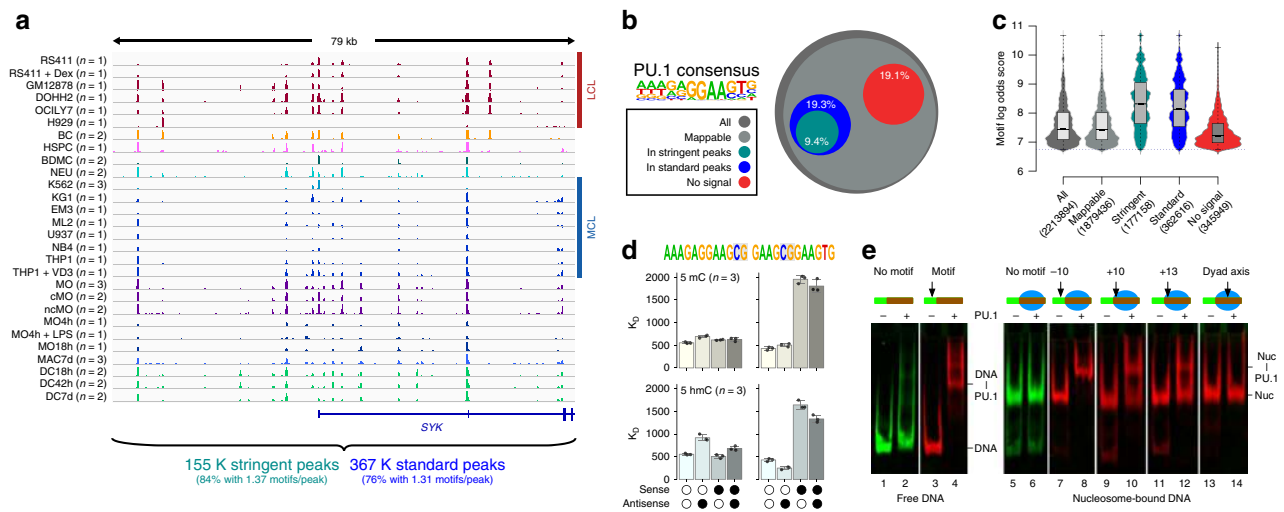 a
79 kb
RS411 (n = 1)
RS411 + Dex (n = 1)
GM12878 (n = 1)
DOHH2 (n = 1)
OCILY7 (n = 1)
H929 (n = 1)
BC (n = 2)
HSPC (n = 1)
BDMC (n = 2)
NEU (n = 2)
K562 (n = 3)
KG1 (n = 1)
EM3 (n = 1)
ML2 (n = 1)
U937 (n = 1)
NB4 (n = 1)
THP1 (n = 1)
THP1 + VD3 (n = 1)
MO (n = 3)
cMO (n = 2)
ncMO (n = 2)
MO4h (n = 1)
MO4h + LPS (n = 1)
MO18h (n = 1)
MAC7d (n = 3)
DC18h (n = 2)
DC42h (n = 2)
DC7d (n = 2)
LCL
MCL
SYK
155 K stringent peaks 367 K standard peaks
(84% with 1.37 motifs/peak) (76% with 1.31 motifs/peak)
b
PU.1 consensus
All
Mappable
In stringent peaks
In standard peaks
No signal
19.1%
19.3%
9.4%
c
Motif log odds score
11
10
9
8
7
6
All
(2213894)
Mappable
(1879436)
Stringent
(177158)
Standard
(362616)
No signal
(345949)
d
AAAGAGGAAGCG GAAGCGGAAGTG
5 mC (n = 3)
KD
2000
1500
1000
500
0
5 hmC (n = 3)
KD
2000
1500
1000
500
0
Sense
Antisense
e
No motif Motif No motif –10 +10 +13 Dyad axis
PU.1
– + – + – + – + – + – + – +
DNA
PU.1
DNA
Nuc
PU.1
Nuc
1 2 3 4 5 6 7 8 9 10 11 12 13 14
Free DNA Nucleosome-bound DNA